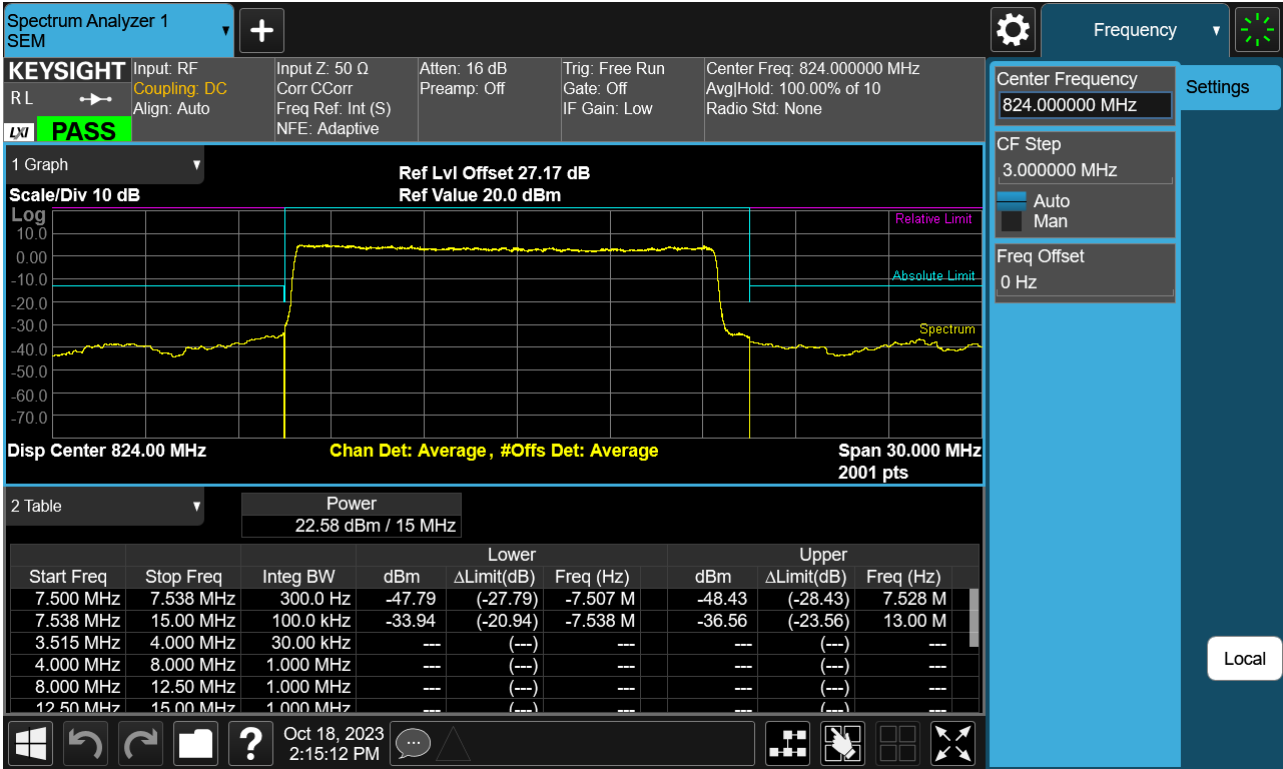 Spectrum Analyzer 1
SEM
+
Frequency
KEYSIGHT
R L
LXI
PASS
Input: RF
Coupling: DC
Align: Auto
Input Z: 50 Ω
Corr CCorr
Freq Ref: Int (S)
NFE: Adaptive
Atten: 16 dB
Preamp: Off
Trig: Free Run
Gate: Off
IF Gain: Low
Center Freq: 824.000000 MHz
Avg|Hold: 100.00% of 10
Radio Std: None
Center Frequency
824.000000 MHz
Settings
CF Step
3.000000 MHz
Auto
Man
Freq Offset
0 Hz
1 Graph
Scale/Div 10 dB
Ref Lvl Offset 27.17 dB
Ref Value 20.0 dBm
Log
10.0
0.00
-10.0
-20.0
-30.0
-40.0
-50.0
-60.0
-70.0
Relative Limit
Absolute Limit
Spectrum
Disp Center 824.00 MHz
Chan Det: Average , #Offs Det: Average
Span 30.000 MHz
2001 pts
2 Table
Power
22.58 dBm / 15 MHz
Lower Upper
Start Freq Stop Freq Integ BW dBm ΔLimit(dB) Freq (Hz) dBm ΔLimit(dB) Freq (Hz)
7.500 MHz 7.538 MHz 300.0 Hz -47.79 (-27.79) -7.507 M -48.43 (-28.43) 7.528 M
7.538 MHz 15.00 MHz 100.0 kHz -33.94 (-20.94) -7.538 M -36.56 (-23.56) 13.00 M
3.515 MHz 4.000 MHz 30.00 kHz --- (---) --- --- (---) ---
4.000 MHz 8.000 MHz 1.000 MHz --- (---) --- --- (---) ---
8.000 MHz 12.50 MHz 1.000 MHz --- (---) --- --- (---) ---
12.50 MHz 15.00 MHz 1.000 MHz --- (---) --- --- (---) ---
Local
?
Oct 18, 2023
2:15:12 PM